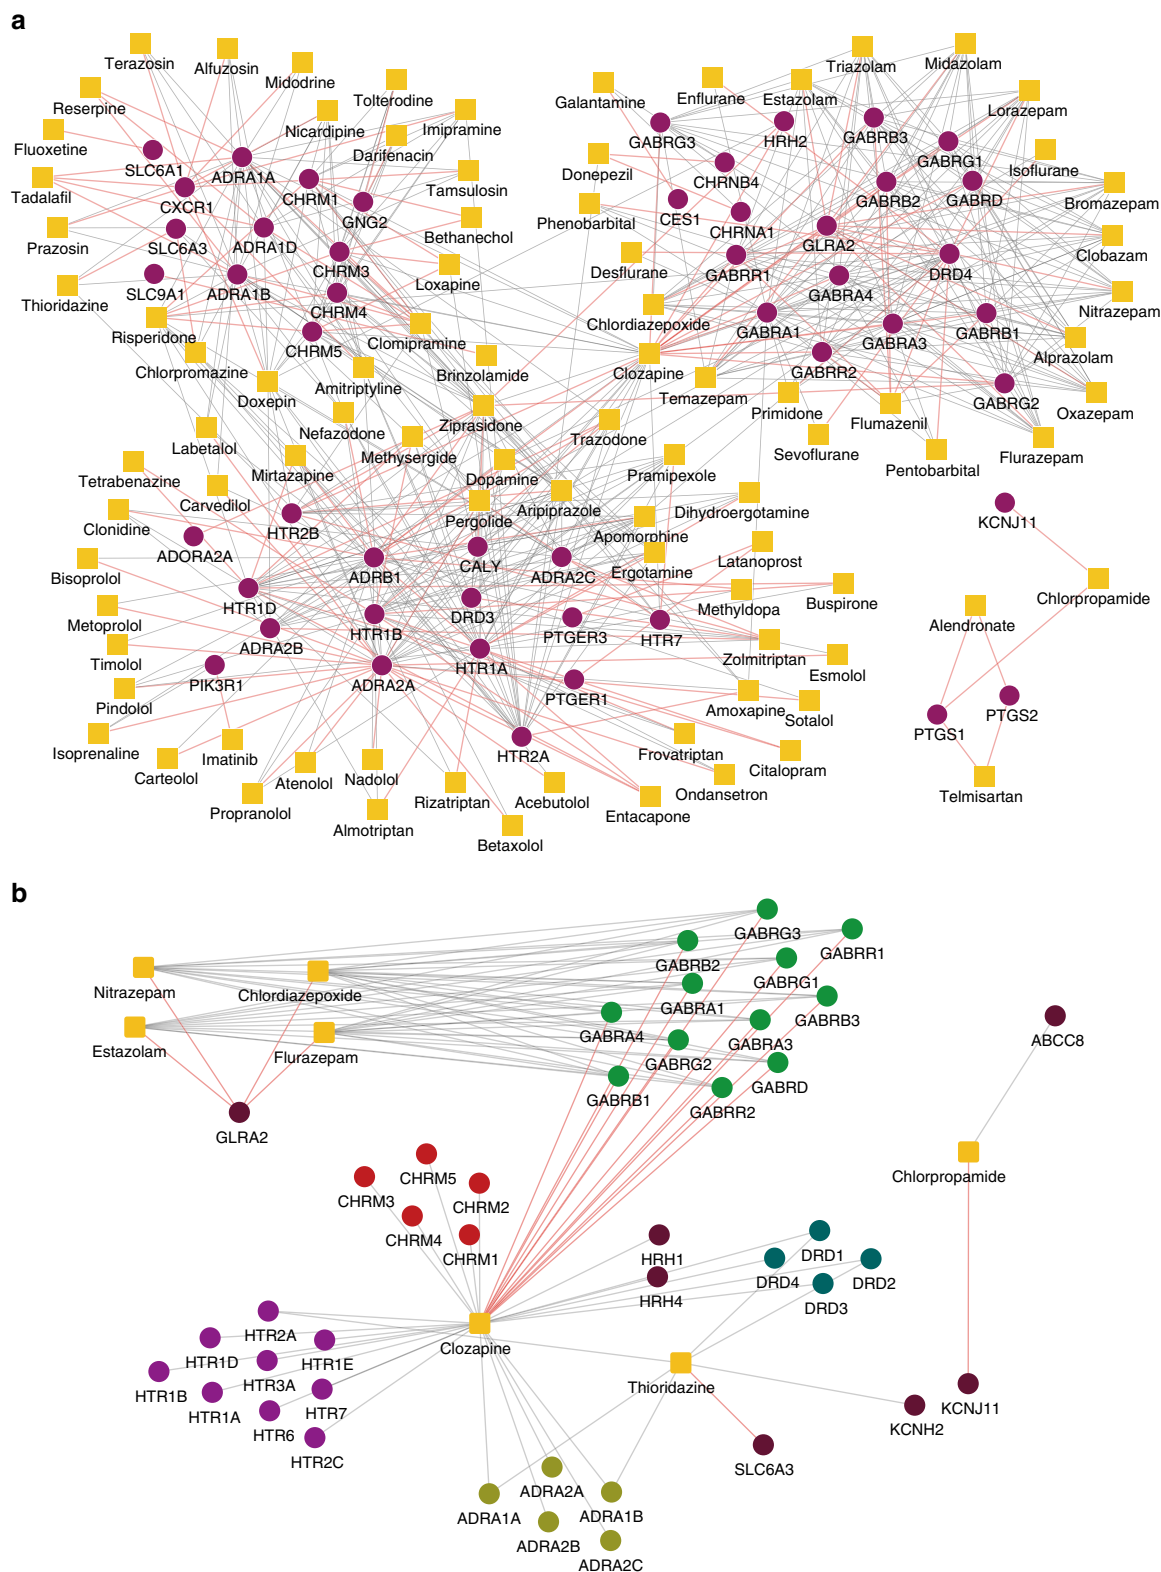 a
Terazosin
Alfuzosin
Midodrine
Reserpine
Tolterodine
Nicardipine
Imipramine
Fluoxetine
Darifenacin
SLC6A1
ADRA1A
Tadalafil
CXCR1
CHRM1
Tamsulosin
GNG2
Prazosin
SLC6A3
ADRA1D
Bethanechol
CHRM3
Loxapine
Thioridazine
SLC9A1
ADRA1B
CHRM4
Risperidone
CHRM5
Clomipramine
Chlorpromazine
Amitriptyline
Brinzolamide
Doxepin
Nefazodone
Ziprasidone
Labetalol
Methysergide
Trazodone
Mirtazapine
Dopamine
Pramipexole
Tetrabenazine
Carvedilol
Pergolide
Aripiprazole
Dihydroergotamine
Clonidine
HTR2B
Apomorphine
ADORA2A
Latanoprost
Bisoprolol
ADRB1
CALY
ADRA2C
Ergotamine
HTR1D
Methyldopa
Buspirone
Metoprolol
HTR1B
DRD3
PTGER3
HTR7
ADRA2B
Timolol
HTR1A
Zolmitriptan
Esmolol
PIK3R1
ADRA2A
PTGER1
Pindolol
Amoxapine
Sotalol
Isoprenaline
Imatinib
HTR2A
Frovatriptan
Citalopram
Carteolol
Atenolol
Nadolol
Propranolol
Almotriptan
Rizatriptan
Acebutolol
Ondansetron
Entacapone
Betaxolol
Triazolam
Midazolam
Galantamine
Enflurane
Estazolam
Lorazepam
GABRG3
HRH2
GABRB3
GABRG1
Isoflurane
Donepezil
CHRNB4
GABRB2
GABRD
Bromazepam
Phenobarbital
CES1
CHRNA1
GLRA2
Clobazam
Desflurane
GABRR1
DRD4
GABRA4
Nitrazepam
Chlordiazepoxide
GABRA1
GABRA3
GABRB1
Alprazolam
Clozapine
GABRR2
Temazepam
Primidone
Flumazenil
GABRG2
Oxazepam
Sevoflurane
Pentobarbital
Flurazepam
KCNJ11
Chlorpropamide
Alendronate
PTGS1
PTGS2
Telmisartan
b
GABRG3
GABRR1
GABRB2
Nitrazepam
Chlordiazepoxide
GABRG1
GABRA1
GABRB3
Estazolam
Flurazepam
GABRA4
GABRA3
ABCC8
GABRG2
GABRD
GABRB1
GABRR2
GLRA2
CHRM5
CHRM3
CHRM2
Chlorpropamide
CHRM4
CHRM1
HRH1
DRD1
DRD4
DRD2
HRH4
DRD3
HTR2A
Clozapine
HTR1D
HTR1E
HTR3A
Thioridazine
HTR1B
HTR1A
HTR7
KCNJ11
HTR6
KCNH2
HTR2C
SLC6A3
ADRA2A
ADRA1A
ADRA1B
ADRA2B
ADRA2C